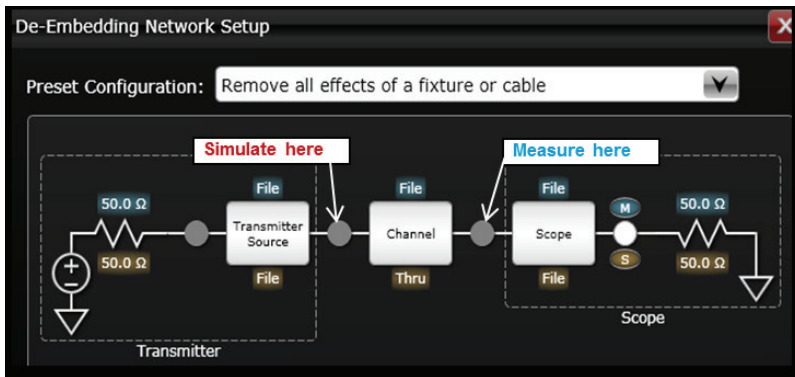 De-Embedding Network Setup
X
Preset Configuration: Remove all effects of a fixture or cable
Simulate here
Measure here
File
File
File
50.0 Ω
M
50.0 Ω
Transmitter
Source
Channel
Scope
50.0 Ω
S
50.0 Ω
File
Thru
File
Scope
Transmitter